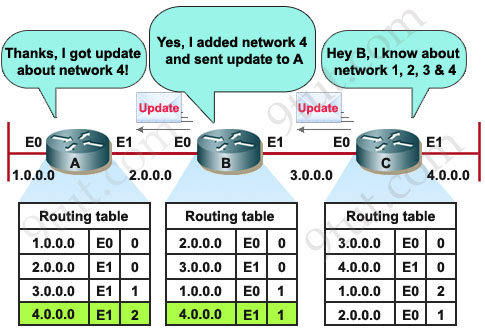 Thanks, I got update
about network 4!
Yes, I added network 4
and sent update to A
Hey B, I know about
network 1, 2, 3 & 4
Update
Update
E0
E1
E0
E1
E0
E1
A
B
C
1.0.0.0
2.0.0.0
3.0.0.0
4.0.0.0
Routing table
1.0.0.0 E0 0
2.0.0.0 E1 0
3.0.0.0 E1 1
4.0.0.0 E1 2
Routing table
2.0.0.0 E0 0
3.0.0.0 E1 0
1.0.0.0 E0 1
4.0.0.0 E1 1
Routing table
3.0.0.0 E0 0
4.0.0.0 E1 0
1.0.0.0 E0 2
2.0.0.0 E0 1
9tut.com
9tut.com
9tut.com